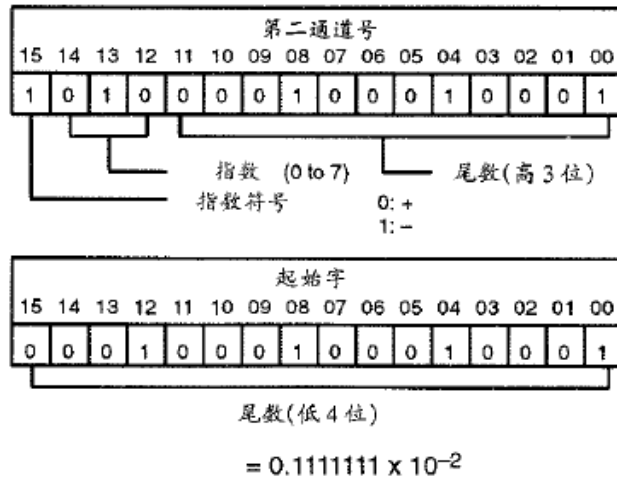 第二通道号
15 14 13 12 11 10 09 08 07 06 05 04 03 02 01 00
1 0 1 0 0 0 0 1 0 0 0 1 0 0 0 1
指数 (0 to 7) 尾数(高3位)
指数符号 0: +
1: −
起始字
15 14 13 12 11 10 09 08 07 06 05 04 03 02 01 00
0 0 0 1 0 0 0 1 0 0 0 1 0 0 0 1
尾数(低4位)
= 0.1111111 x 10⁻²